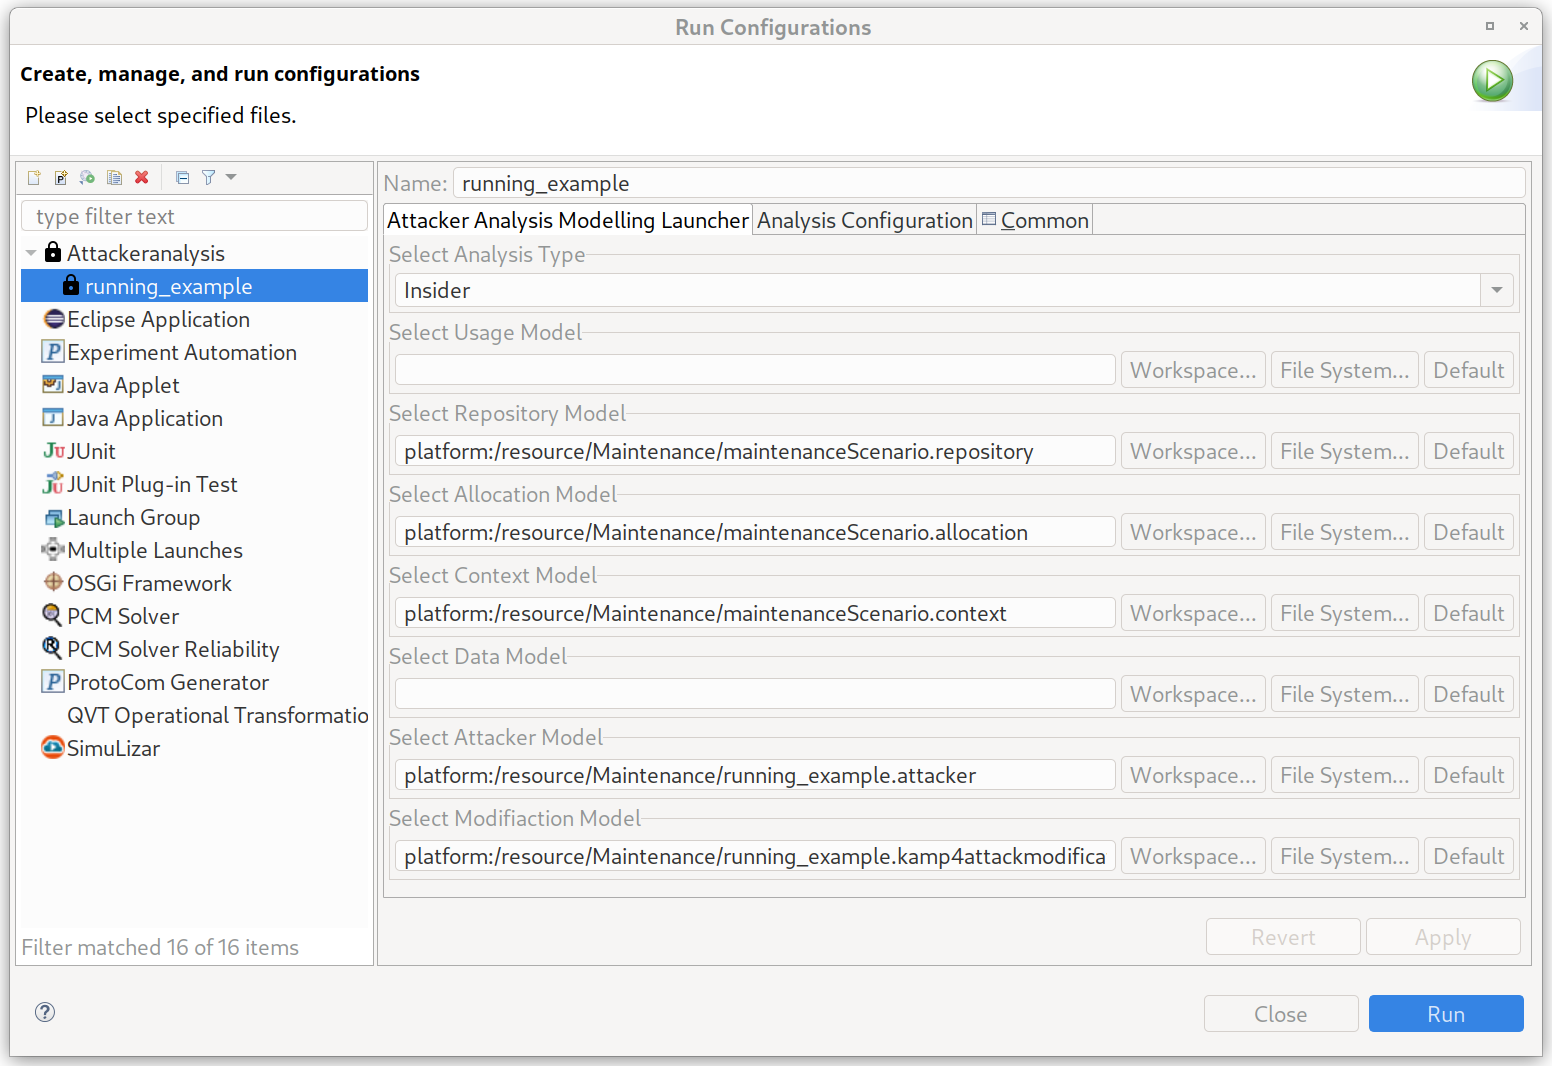 Run Configurations
Create, manage, and run configurations
Please select specified files.
type filter text
Attackeranalysis
running_example
Eclipse Application
Experiment Automation
Java Applet
Java Application
JUnit
JUnit Plug-in Test
Launch Group
Multiple Launches
OSGi Framework
PCM Solver
PCM Solver Reliability
ProtoCom Generator
QVT Operational Transformatio
SimuLizar
Filter matched 16 of 16 items
Name: running_example
Attacker Analysis Modelling Launcher Analysis Configuration Common
Select Analysis Type
Insider
Select Usage Model
Workspace... File System... Default
Select Repository Model
platform:/resource/Maintenance/maintenanceScenario.repository Workspace... File System... Default
Select Allocation Model
platform:/resource/Maintenance/maintenanceScenario.allocation Workspace... File System... Default
Select Context Model
platform:/resource/Maintenance/maintenanceScenario.context Workspace... File System... Default
Select Data Model
Workspace... File System... Default
Select Attacker Model
platform:/resource/Maintenance/running_example.attacker Workspace... File System... Default
Select Modifiaction Model
platform:/resource/Maintenance/running_example.kamp4attackmodifica Workspace... File System... Default
Revert Apply
Close Run